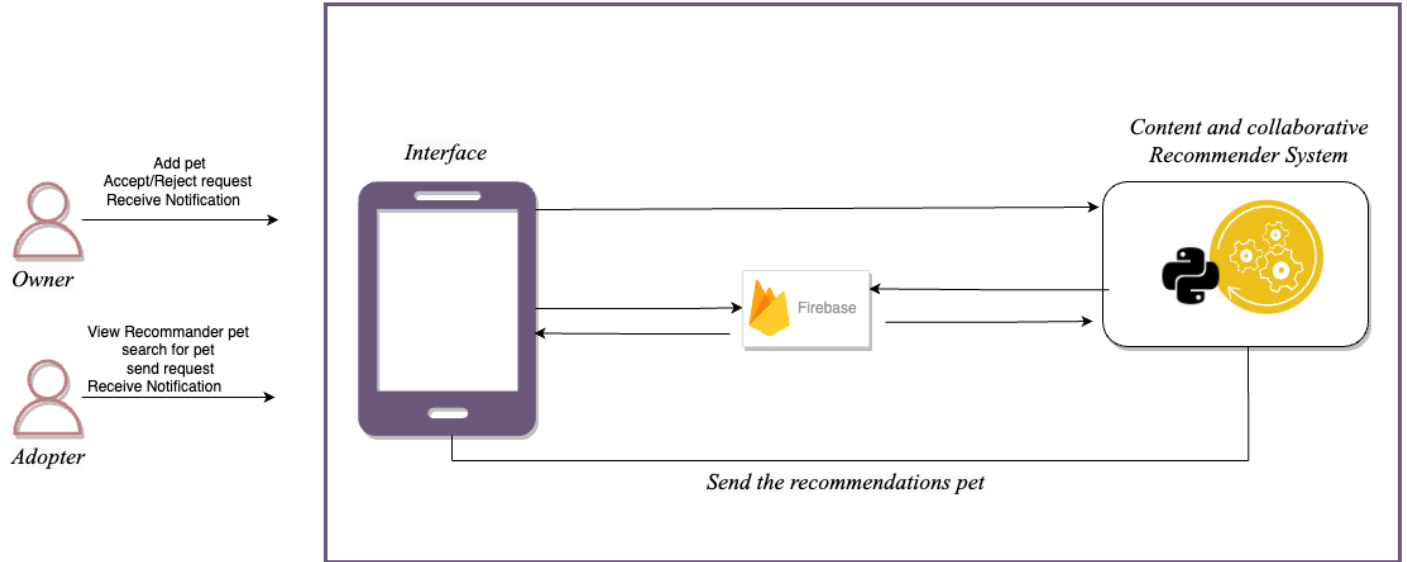 Add pet
Accept/Reject request
Receive Notification
Owner
View Recommander pet
search for pet
send request
Receive Notification
Adopter
Interface
Firebase
Content and collaborative
Recommender System
Send the recommendations pet